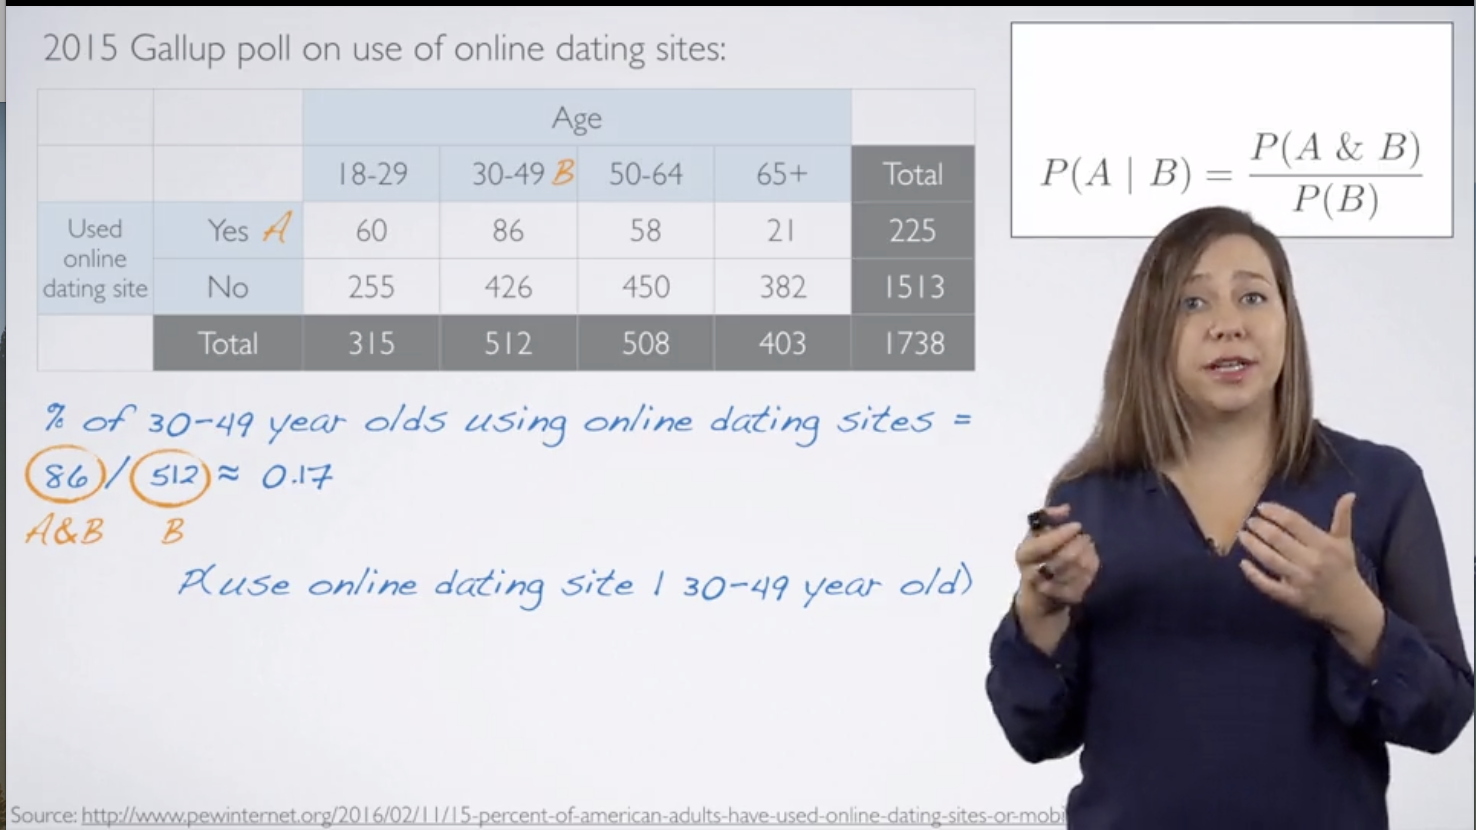 2015 Gallup poll on use of online dating sites:
Age
18-29 30-49 B 50-64 65+ Total
Used online dating site
Yes A 60 86 58 21 225
No 255 426 450 382 1513
Total 315 512 508 403 1738
P(A | B) = P(A & B) / P(B)
% of 30-49 year olds using online dating sites =
86 / 512 ≈ 0.17
A&B B
P(use online dating site | 30-49 year old)
Source: http://www.pewinternet.org/2016/02/11/15-percent-of-american-adults-have-used-online-dating-sites-or-mobi